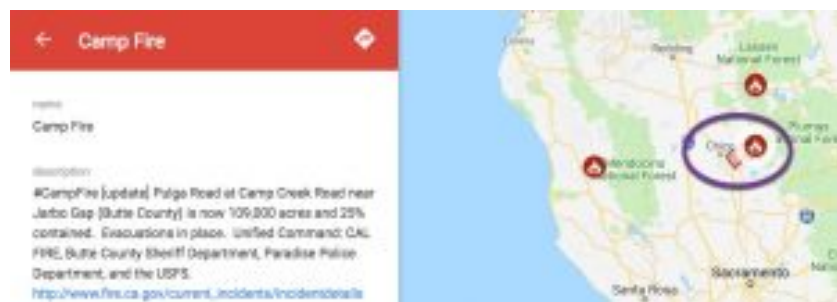 Camp Fire
name
Camp Fire
description
#CampFire [update] Pulga Road at Camp Creek Road near
Jarbo Gap (Butte County) is now 109,000 acres and 25%
contained. Evacuations in place. Unified Command: CAL
FIRE, Butte County Sheriff Department, Paradise Police
Department, and the USFS.
http://www.fire.ca.gov/current_incidents/incidentdetails
Redding
Lassen
National Forest
Plumas
Chico
Mendocino
National Forest
Sacramento
Santa Rosa